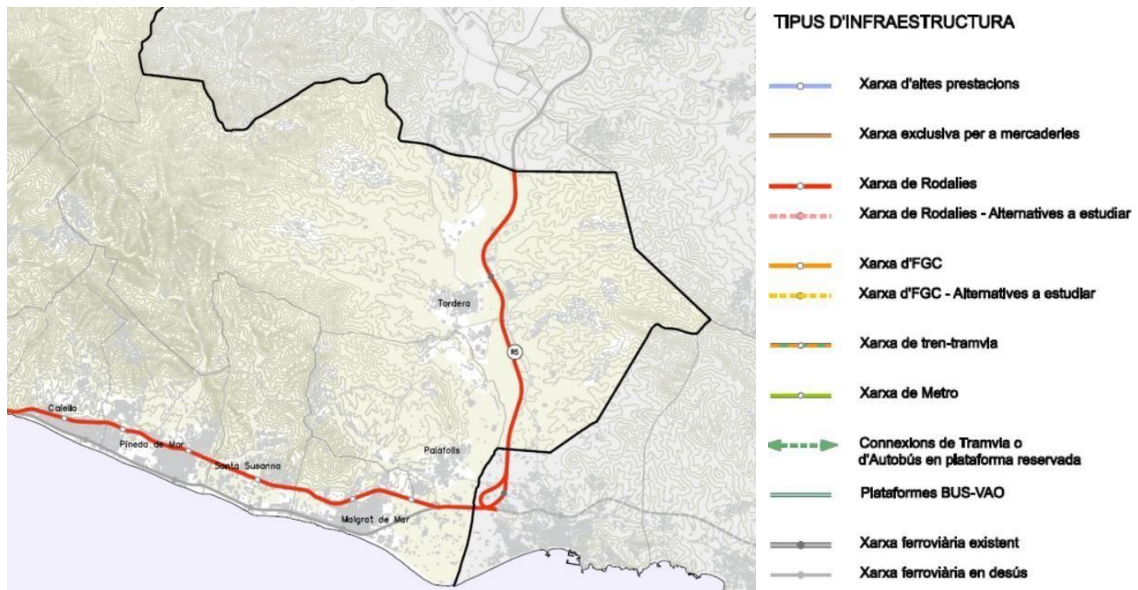 TIPUS D'INFRAESTRUCTURA
Xarxa d'altes prestacions
Xarxa exclusiva per a mercaderies
Xarxa de Rodalies
Xarxa de Rodalies - Alternatives a estudiar
Xarxa d'FGC
Xarxa d'FGC - Alternatives a estudiar
Xarxa de tren-tramvia
Xarxa de Metro
Connexions de Tramvia o
d'Autobús en plataforma reservada
Plataformes BUS-VAO
Xarxa ferroviària existent
Xarxa ferroviària en desús
Tordera
R5
Calella
Pineda de Mar
Santa Susanna
Palafolls
Malgrat de Mar